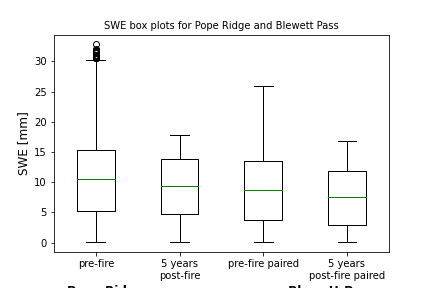 SWE box plots for Pope Ridge and Blewett Pass
SWE [mm]
30
25
20
15
10
5
0
pre-fire
5 years
post-fire
pre-fire paired
5 years
post-fire paired